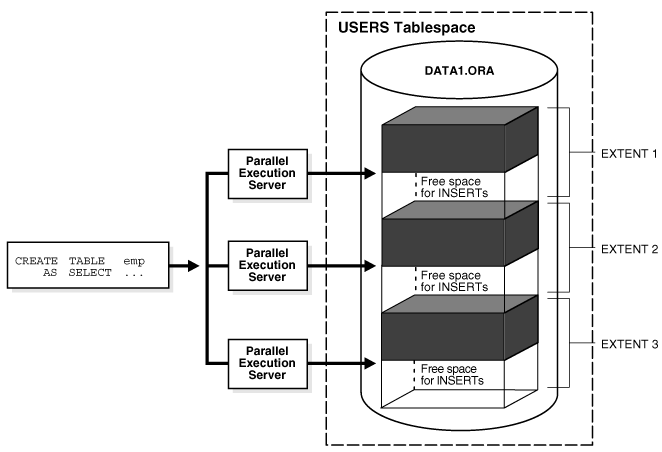 USERS Tablespace
DATA1.ORA
Parallel
Execution
Server
EXTENT 1
Free space
for INSERTs
CREATE TABLE emp
AS SELECT ...
Parallel
Execution
Server
EXTENT 2
Free space
for INSERTs
Parallel
Execution
Server
EXTENT 3
Free space
for INSERTs